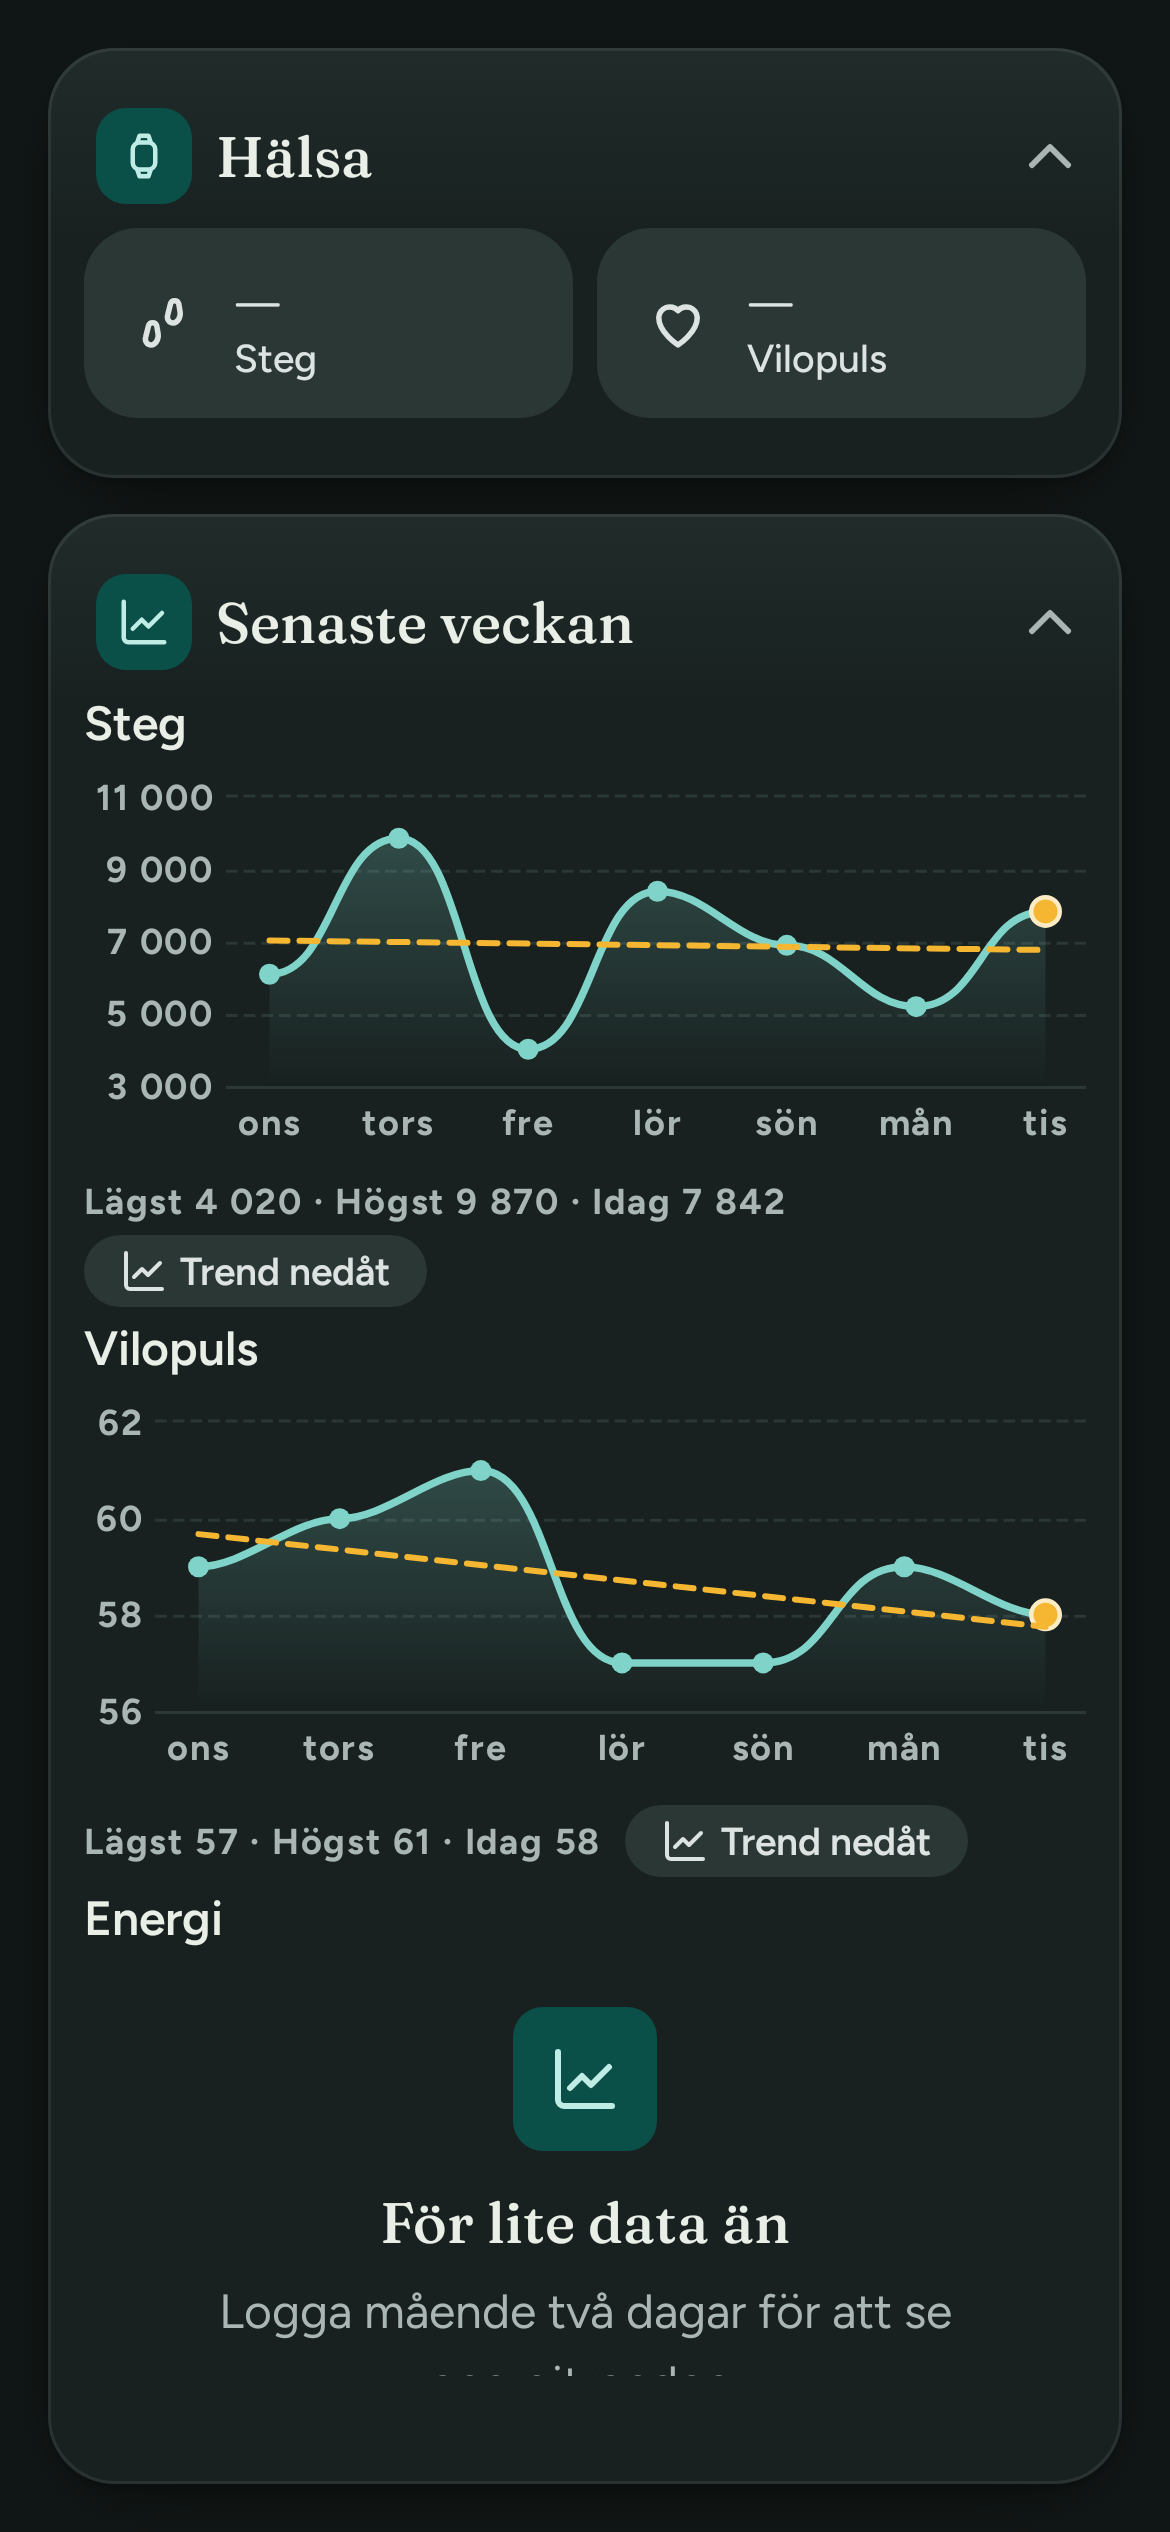 Hälsa
—
Steg
—
Vilopuls
Senaste veckan
Steg
11 000
9 000
7 000
5 000
3 000
ons tors fre lör sön mån tis
Lägst 4 020 · Högst 9 870 · Idag 7 842
Trend nedåt
Vilopuls
62
60
58
56
ons tors fre lör sön mån tis
Lägst 57 · Högst 61 · Idag 58 Trend nedåt
Energi
För lite data än
Logga mående två dagar för att se